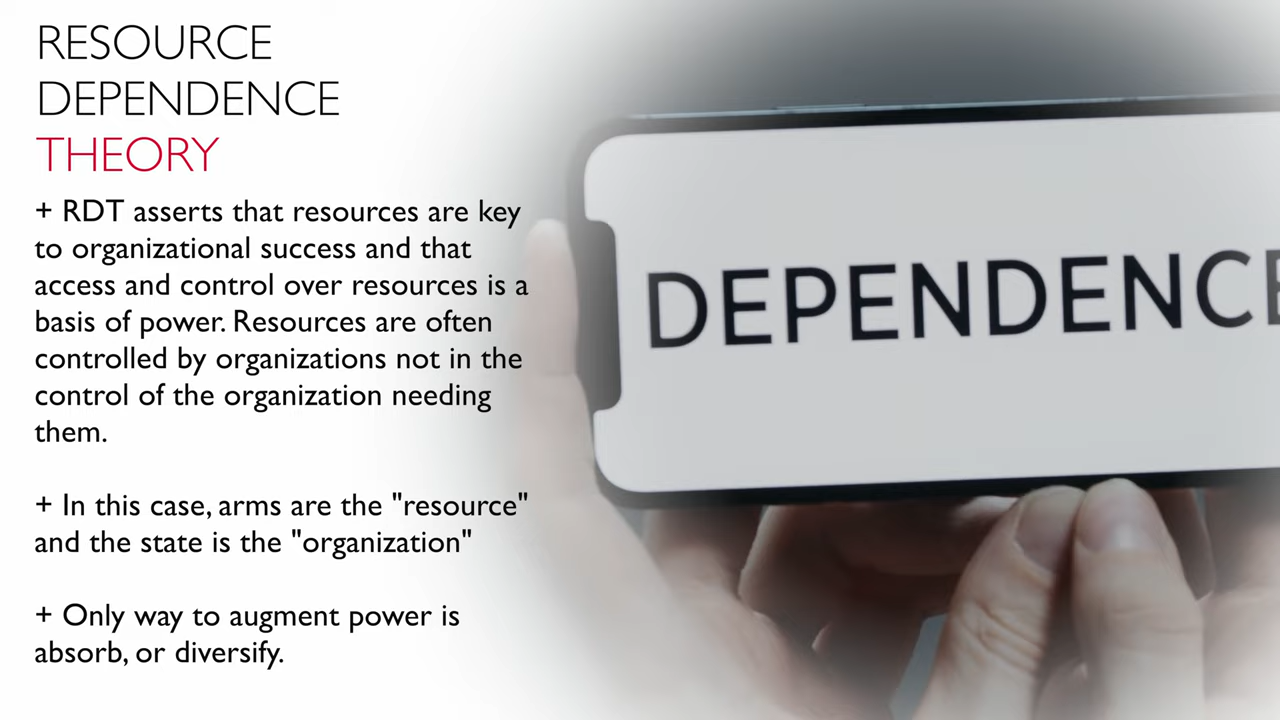 RESOURCE
DEPENDENCE
THEORY
+ RDT asserts that resources are key
to organizational success and that
access and control over resources is a
basis of power. Resources are often
controlled by organizations not in the
control of the organization needing
them.
+ In this case, arms are the "resource"
and the state is the "organization"
+ Only way to augment power is
absorb, or diversify.
DEPENDENCE